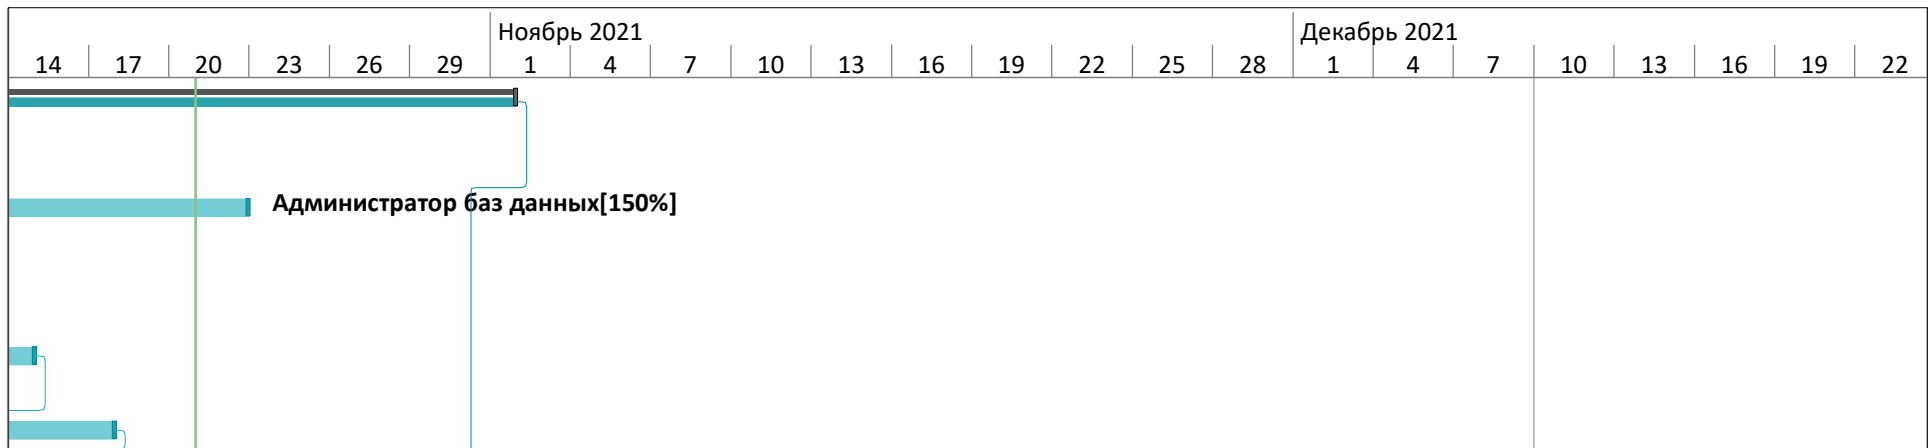 Ноябрь 2021 Декабрь 2021
14 17 20 23 26 29 1 4 7 10 13 16 19 22 25 28 1 4 7 10 13 16 19 22
Администратор баз данных[150%]